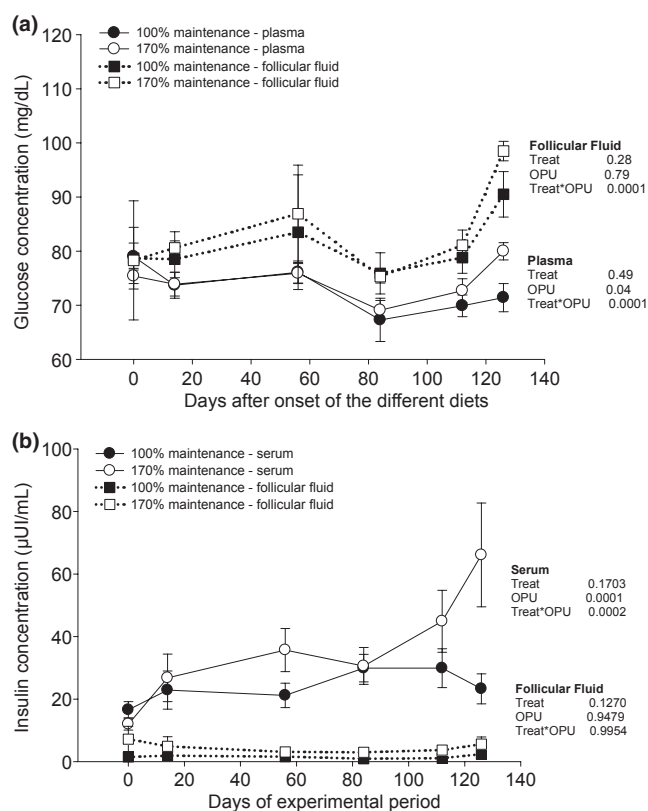 (a)
100% maintenance - plasma
170% maintenance - plasma
100% maintenance - follicular fluid
170% maintenance - follicular fluid
Glucose concentration (mg/dL)
120
110
100
90
80
70
60
Follicular Fluid
Treat 0.28
OPU 0.79
Treat*OPU 0.0001
Plasma
Treat 0.49
OPU 0.04
Treat*OPU 0.0001
0 20 40 60 80 100 120 140
Days after onset of the different diets
(b)
100% maintenance - serum
170% maintenance - serum
100% maintenance - follicular fluid
170% maintenance - follicular fluid
Insulin concentration (µUI/mL)
100
80
60
40
20
0
Serum
Treat 0.1703
OPU 0.0001
Treat*OPU 0.0002
Follicular Fluid
Treat 0.1270
OPU 0.9479
Treat*OPU 0.9954
0 20 40 60 80 100 120 140
Days of experimental period